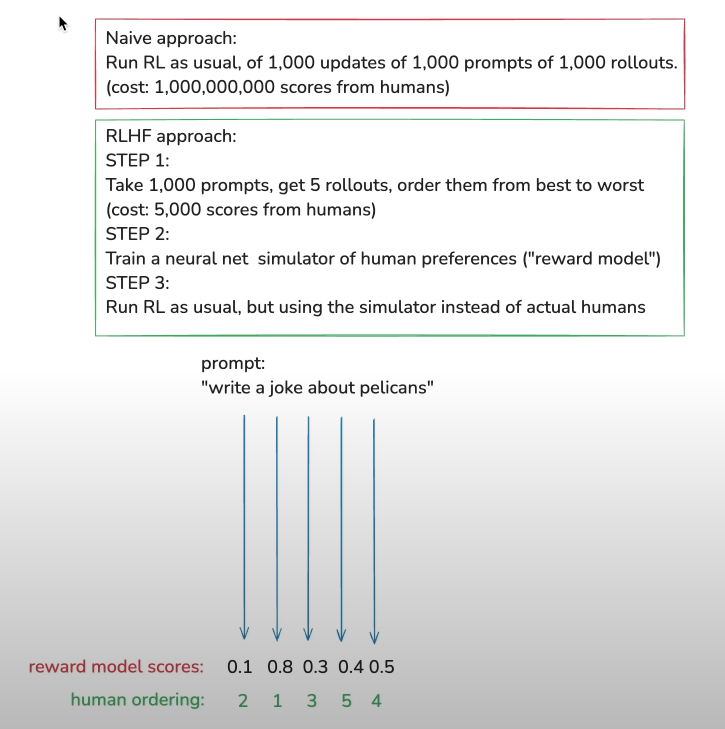 Naive approach:
Run RL as usual, of 1,000 updates of 1,000 prompts of 1,000 rollouts.
(cost: 1,000,000,000 scores from humans)
RLHF approach:
STEP 1:
Take 1,000 prompts, get 5 rollouts, order them from best to worst
(cost: 5,000 scores from humans)
STEP 2:
Train a neural net simulator of human preferences ("reward model")
STEP 3:
Run RL as usual, but using the simulator instead of actual humans
prompt:
"write a joke about pelicans"
reward model scores: 0.1 0.8 0.3 0.4 0.5
human ordering: 2 1 3 5 4